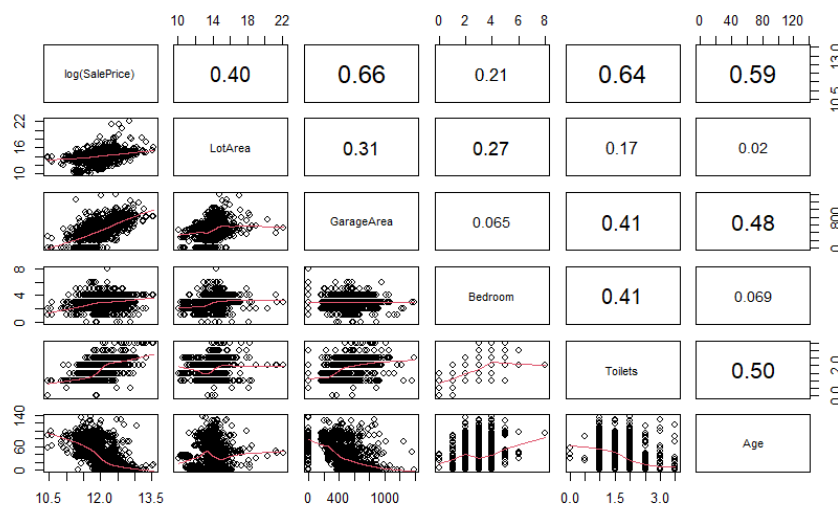 10 14 18 22 0 2 4 6 8 0 40 80 120
log(SalePrice) 0.40 0.66 0.21 0.64 0.59 10.5 13.0
10 16 22 LotArea 0.31 0.27 0.17 0.02
GarageArea 0.065 0.41 0.48 0 800
0 4 8 Bedroom 0.41 0.069
Toilets 0.50 0.0 2.0
0 60 140 Age
10.5 12.0 13.5 0 400 1000 0.0 1.5 3.0